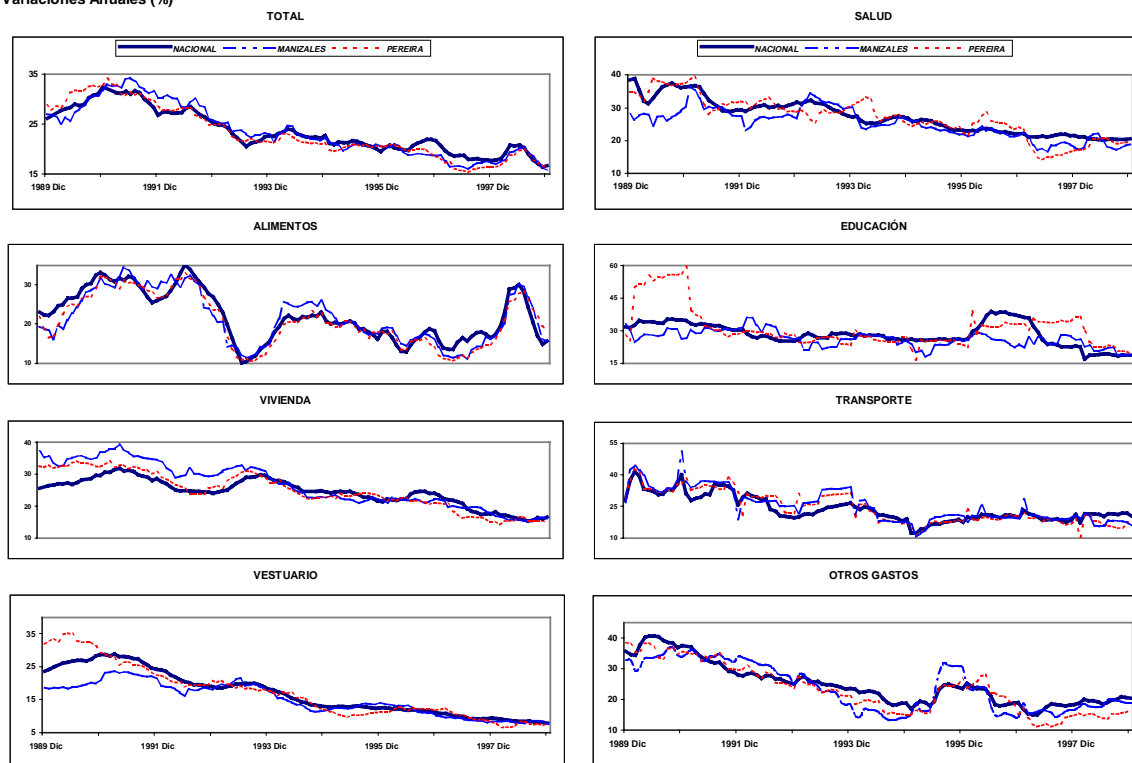 Variaciones Anuales (%)
TOTAL
NACIONAL MANIZALES PEREIRA
35
25
15
1989 Dic 1991 Dic 1993 Dic 1995 Dic 1997 Dic
SALUD
NACIONAL MANIZALES PEREIRA
40
30
20
10
1989 Dic 1991 Dic 1993 Dic 1995 Dic 1997 Dic
ALIMENTOS
30
20
10
EDUCACIÓN
60
45
30
15
VIVIENDA
40
30
20
10
TRANSPORTE
55
40
25
10
VESTUARIO
35
25
15
5
1989 Dic 1991 Dic 1993 Dic 1995 Dic 1997 Dic
OTROS GASTOS
40
30
20
10
1989 Dic 1991 Dic 1993 Dic 1995 Dic 1997 Dic